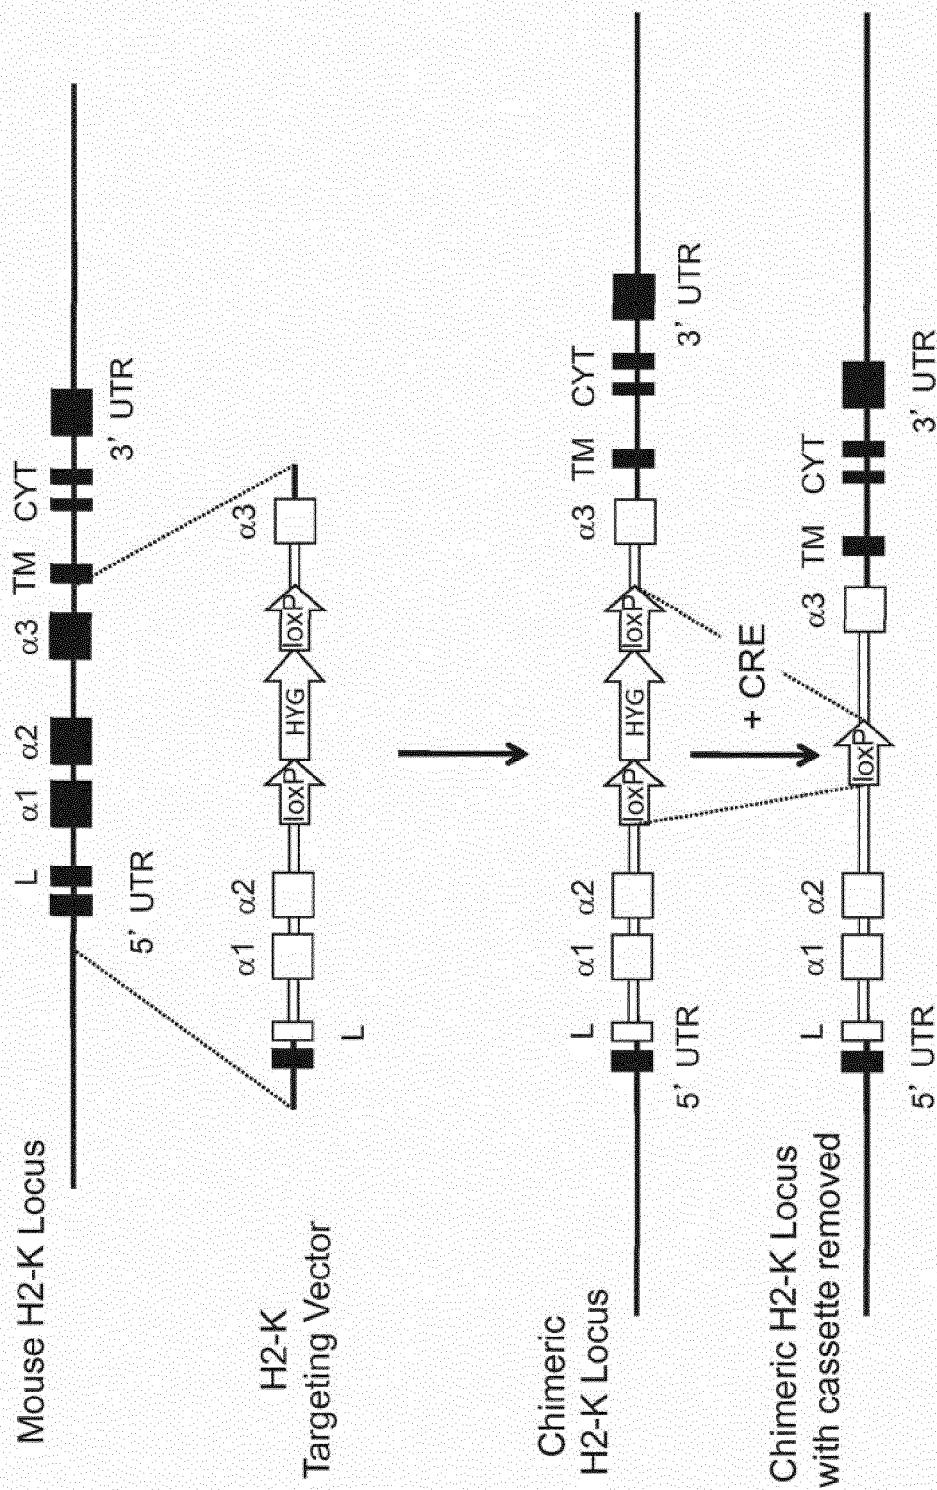 Mouse H2-K Locus
L α1 α2 α3 TM CYT
5' UTR 3' UTR
H2-K
Targeting Vector
α1 α2 α3
loxP HYG loxP
L
Chimeric
H2-K Locus
L α1 α2 α3 TM CYT
loxP HYG loxP
5' UTR 3' UTR
+ CRE
Chimeric H2-K Locus
with cassette removed
L α1 α2 α3 TM CYT
loxP
5' UTR 3' UTR